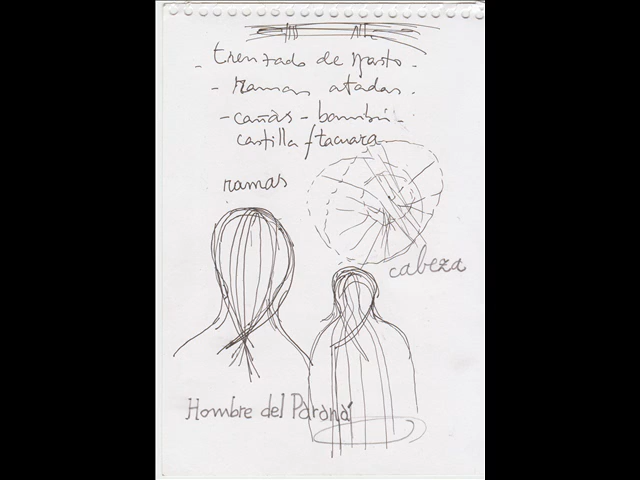 - trenzado de pasto -
- ramas atadas.
- cañas - bambú -
castilla / tacuara
ramas
cabeza
Hombre del Paraná